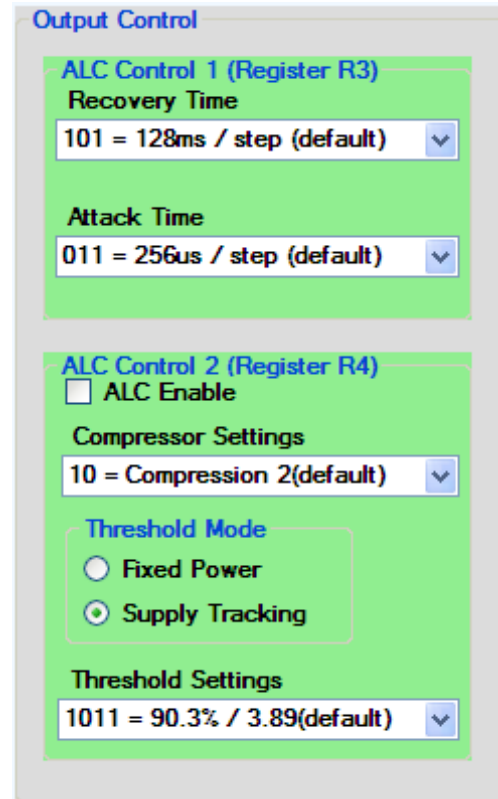 Output Control
ALC Control 1 (Register R3)
Recovery Time
101 = 128ms / step (default)
Attack Time
011 = 256us / step (default)
ALC Control 2 (Register R4)
ALC Enable
Compressor Settings
10 = Compression 2(default)
Threshold Mode
Fixed Power
Supply Tracking
Threshold Settings
1011 = 90.3% / 3.89(default)